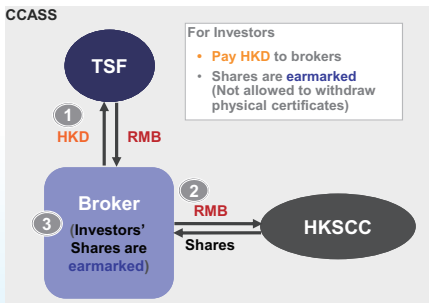 CCASS
For Investors
• Pay HKD to brokers
• Shares are earmarked
(Not allowed to withdraw
physical certificates)
TSF
1
HKD RMB
Broker
2
RMB
3
(Investors'
Shares are
earmarked)
Shares
HKSCC